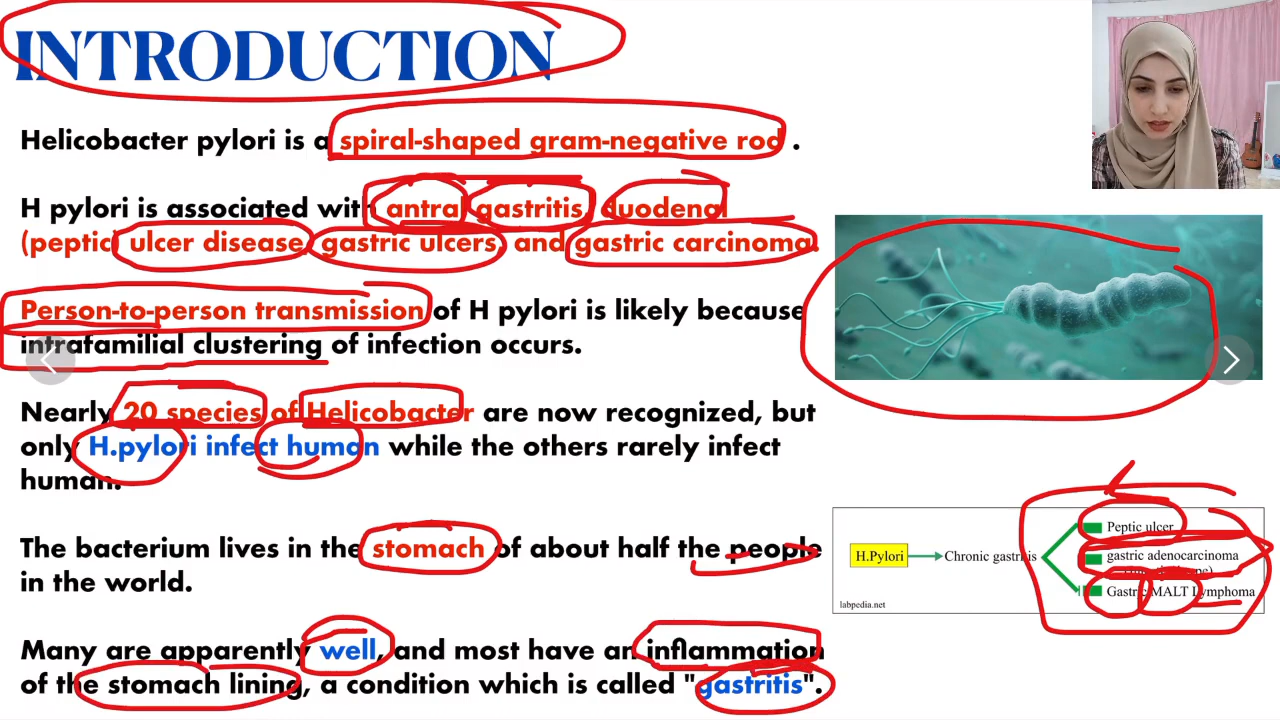 INTRODUCTION
Helicobacter pylori is a spiral-shaped gram-negative rod .
H pylori is associated with antral gastritis, duodenal
(peptic) ulcer disease, gastric ulcers, and gastric carcinoma.
Person-to-person transmission of H pylori is likely because
intrafamilial clustering of infection occurs.
Nearly 20 species of Helicobacter are now recognized, but
only H.pylori infect human while the others rarely infect
human.
The bacterium lives in the stomach of about half the people
in the world.
Many are apparently well, and most have an inflammation
of the stomach lining, a condition which is called "gastritis".
H.Pylori
Chronic gastritis
Peptic ulcer
gastric adenocarcinoma
Gastric MALT Lymphoma
labpedia.net